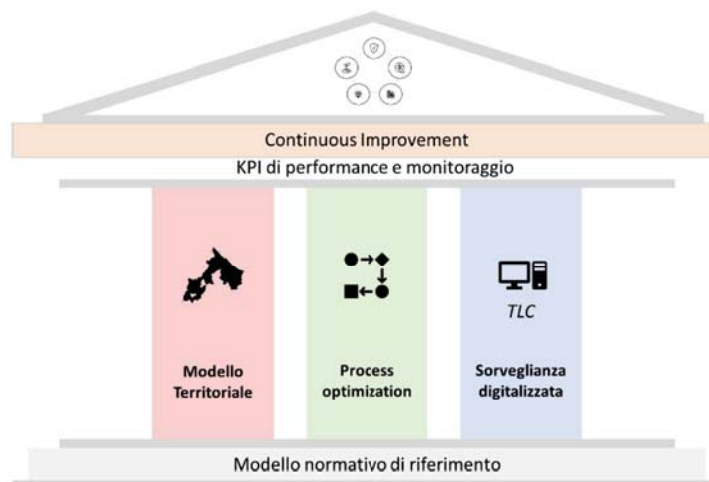 Continuous Improvement
KPI di performance e monitoraggio
TLC
Modello
Territoriale
Process
optimization
Sorveglianza
digitalizzata
Modello normativo di riferimento